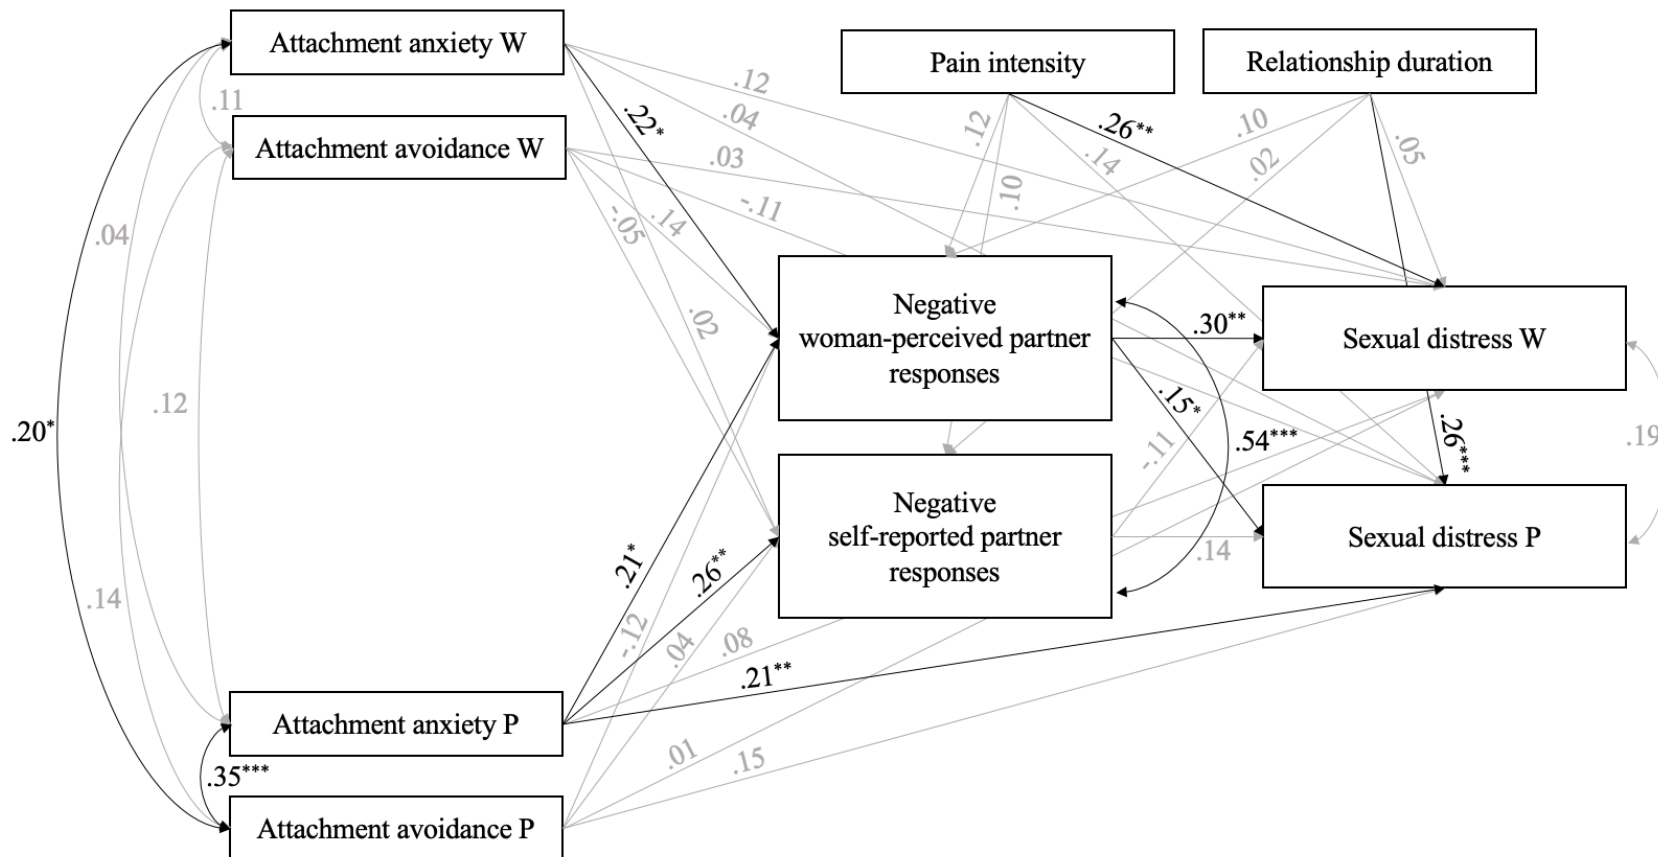 Attachment anxiety W
Pain intensity
Relationship duration
.11
.12
.04
.22*
.12
.26**
.10
.05
Attachment avoidance W
.03
.14
.02
-.11
.10
-.05
.14
.04
.02
Negative
woman-perceived partner
responses
.30**
Sexual distress W
.12
.15*
.20*
.54***
-.11
.26***
.19
Negative
self-reported partner
responses
.14
Sexual distress P
.21*
.26**
.14
-.12
.04
.08
.21**
Attachment anxiety P
.01
.15
.35***
Attachment avoidance P